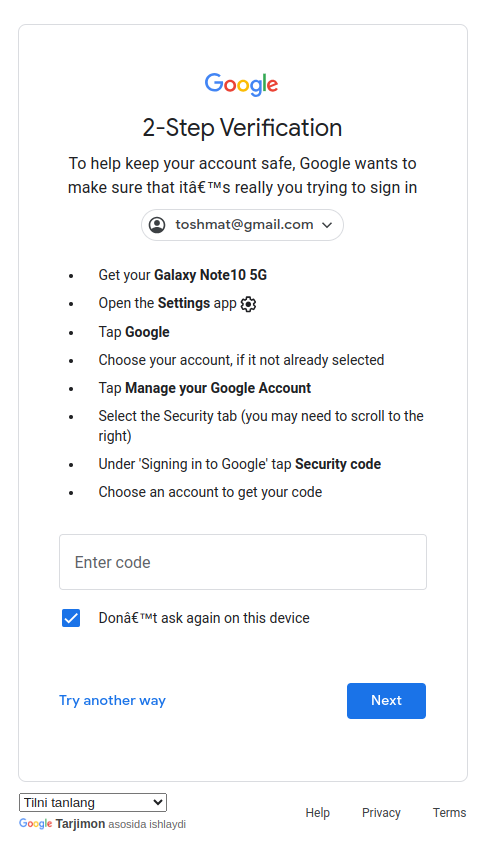 Google
2-Step Verification
To help keep your account safe, Google wants to
make sure that itâ€™s really you trying to sign in
toshmat@gmail.com
• Get your Galaxy Note10 5G
• Open the Settings app
• Tap Google
• Choose your account, if it not already selected
• Tap Manage your Google Account
• Select the Security tab (you may need to scroll to the
right)
• Under 'Signing in to Google' tap Security code
• Choose an account to get your code
Enter code
Donâ€™t ask again on this device
Try another way
Next
Tilni tanlang
Google Tarjimon asosida ishlaydi
Help Privacy Terms